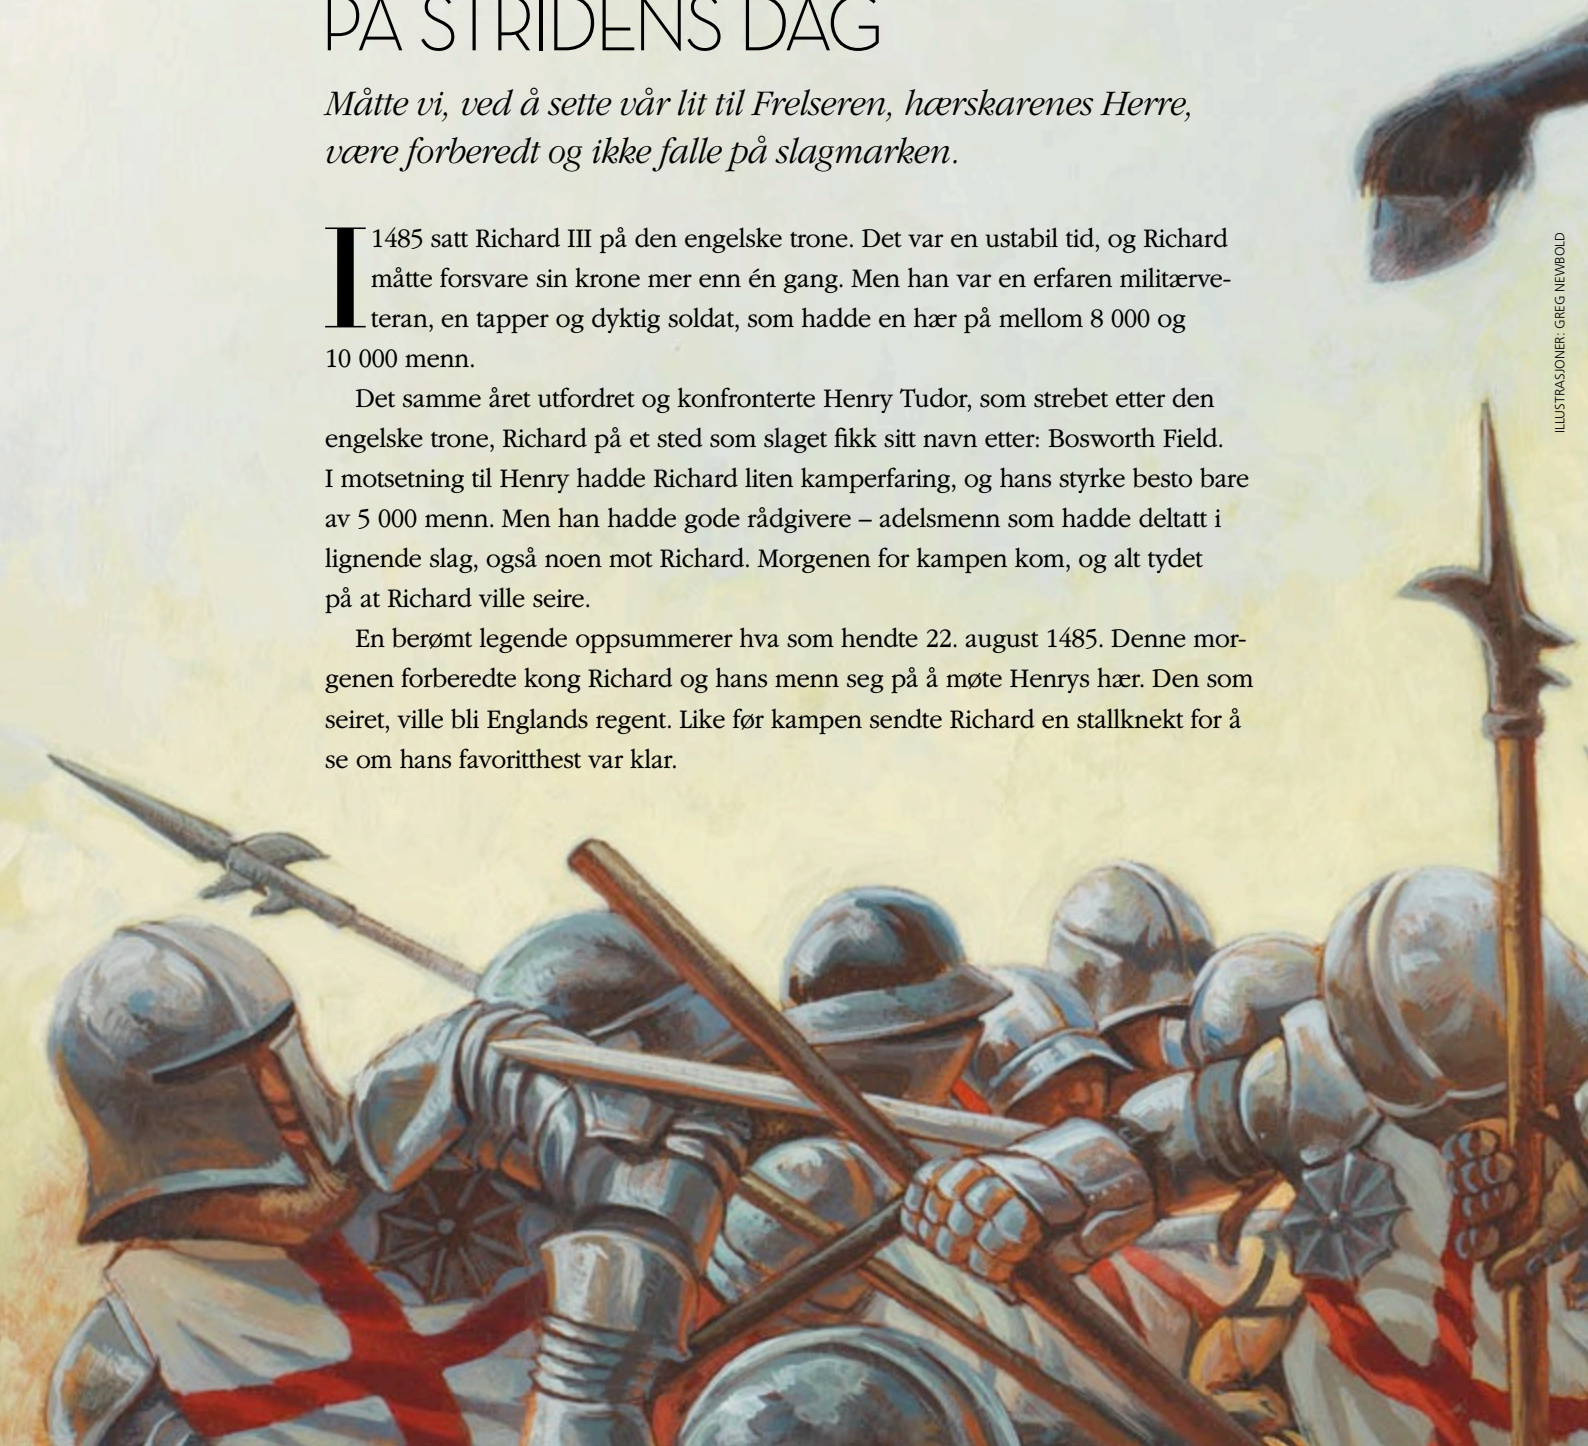 PÅ STRIDENS DAG
Måtte vi, ved å sette vår lit til Frelseren, hærskarenes Herre,
være forberedt og ikke falle på slagmarken.
I 1485 satt Richard III på den engelske trone. Det var en ustabil tid, og Richard
måtte forsvare sin krone mer enn én gang. Men han var en erfaren militærve-
teran, en tapper og dyktig soldat, som hadde en hær på mellom 8 000 og
10 000 menn.
Det samme året utfordret og konfronterte Henry Tudor, som strebet etter den
engelske trone, Richard på et sted som slaget fikk sitt navn etter: Bosworth Field.
I motsetning til Henry hadde Richard liten kamperfaring, og hans styrke besto bare
av 5 000 menn. Men han hadde gode rådgivere – adelsmenn som hadde deltatt i
lignende slag, også noen mot Richard. Morgenen for kampen kom, og alt tydet
på at Richard ville seire.
En berømt legende oppsummerer hva som hendte 22. august 1485. Denne mor-
genen forberedte kong Richard og hans menn seg på å møte Henrys hær. Den som
seiret, ville bli Englands regent. Like før kampen sendte Richard en stallknekt for å
se om hans favoritthest var klar.
ILLUSTRASJONER: GREG NEWBOLD